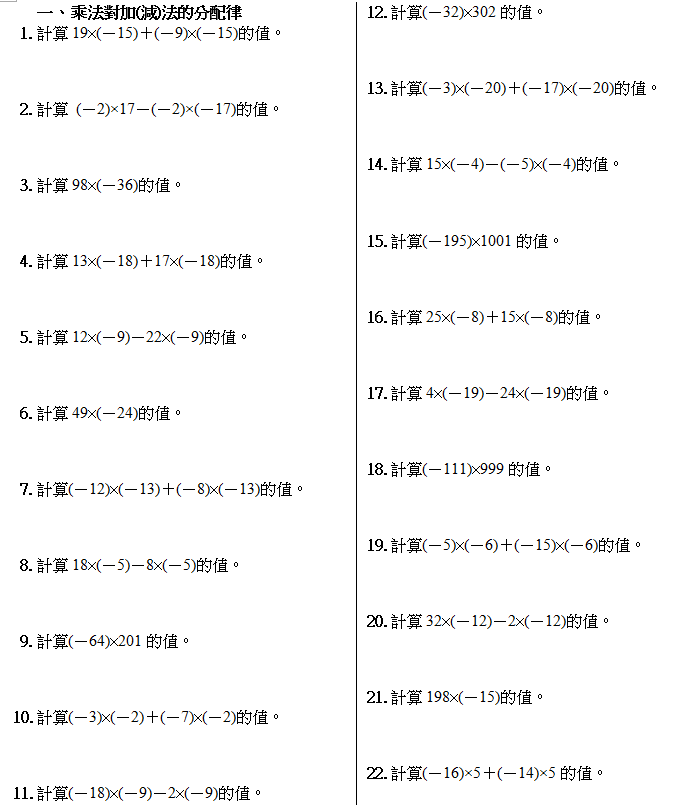 一、乘法對加(減)法的分配律
1.計算 19×(－15)＋(－9)×(－15)的值。
2.計算 (－2)×17－(－2)×(－17)的值。
3.計算 98×(－36)的值。
4.計算 13×(－18)＋17×(－18)的值。
5.計算 12×(－9)－22×(－9)的值。
6.計算 49×(－24)的值。
7.計算(－12)×(－13)＋(－8)×(－13)的值。
8.計算 18×(－5)－8×(－5)的值。
9.計算(－64)×201 的值。
10.計算(－3)×(－2)＋(－7)×(－2)的值。
11.計算(－18)×(－9)－2×(－9)的值。
12.計算(－32)×302 的值。
13.計算(－3)×(－20)＋(－17)×(－20)的值。
14.計算 15×(－4)－(－5)×(－4)的值。
15.計算(－195)×1001 的值。
16.計算 25×(－8)＋15×(－8)的值。
17.計算 4×(－19)－24×(－19)的值。
18.計算(－111)×999 的值。
19.計算(－5)×(－6)＋(－15)×(－6)的值。
20.計算 32×(－12)－2×(－12)的值。
21.計算 198×(－15)的值。
22.計算(－16)×5＋(－14)×5 的值。